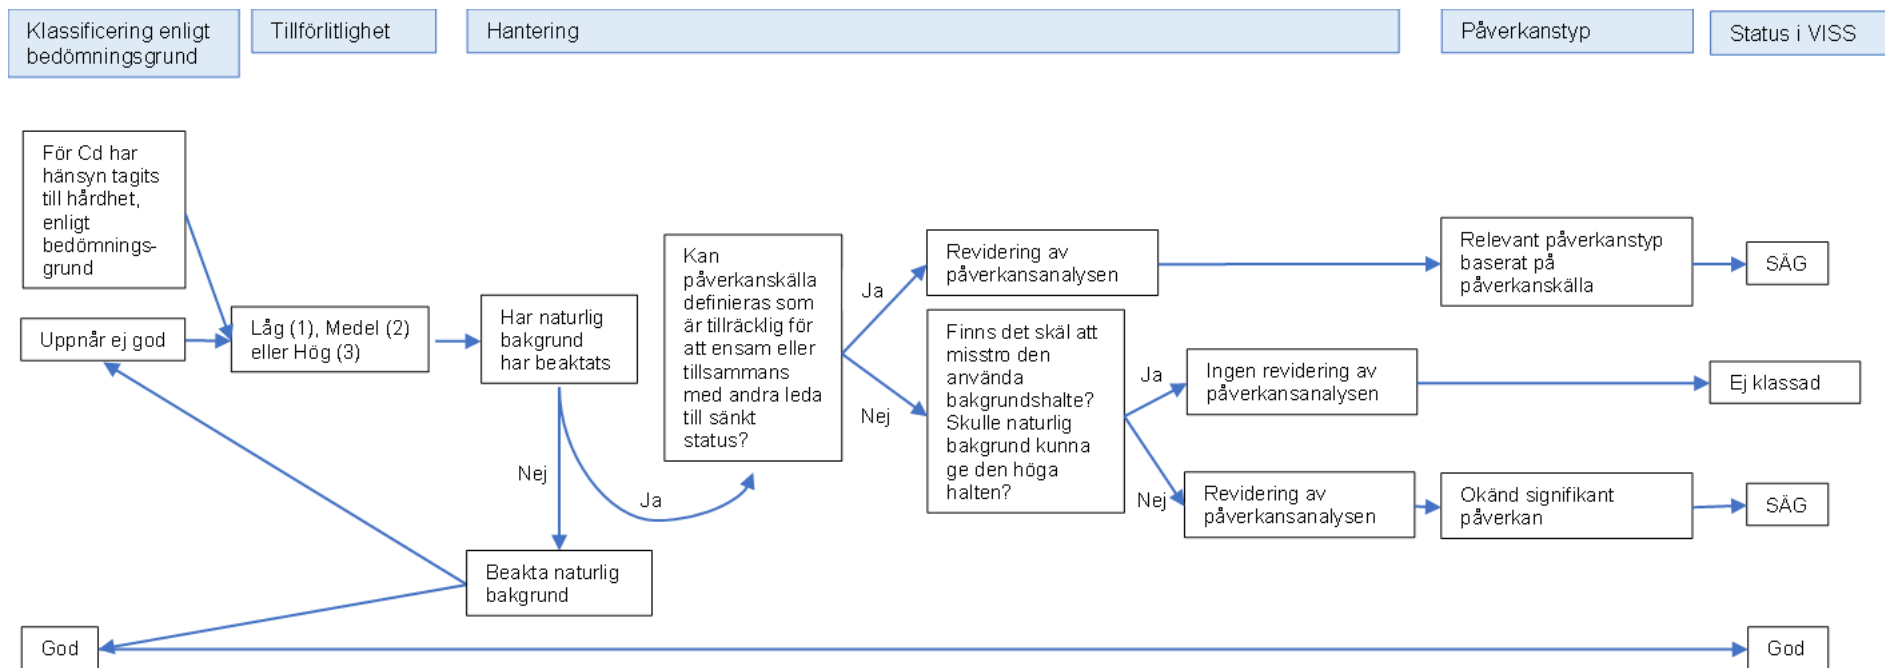 Klassificering enligt
bedömningsgrund
Tillförlitlighet
Hantering
Påverkanstyp
Status i VISS
För Cd har
hänsyn tagits
till hårdhet,
enligt
bedömnings-
grund
Uppnår ej god
Låg (1), Medel (2)
eller Hög (3)
Har naturlig
bakgrund
har beaktats
Nej
Ja
Beakta naturlig
bakgrund
Kan
påverkanskälla
definieras som
är tillräcklig för
att ensam eller
tillsammans
med andra leda
till sänkt
status?
Ja
Nej
Revidering av
påverkansanalysen
Relevant påverkanstyp
baserat på
påverkanskälla
SÄG
Finns det skäl att
misstro den
använda
bakgrundshalte?
Skulle naturlig
bakgrund kunna
ge den höga
halten?
Ja
Nej
Ingen revidering av
påverkansanalysen
Ej klassad
Revidering av
påverkansanalysen
Okänd signifikant
påverkan
SÄG
God
God